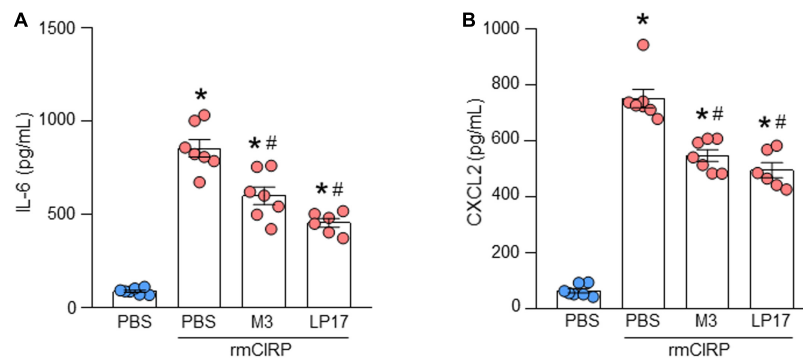 A
B
IL-6 (pg/mL)
1500
1000
500
0
* * # * #
PBS PBS M3 LP17
rmCIRP
CXCL2 (pg/mL)
1000
800
600
400
200
0
* * # * #
PBS PBS M3 LP17
rmCIRP